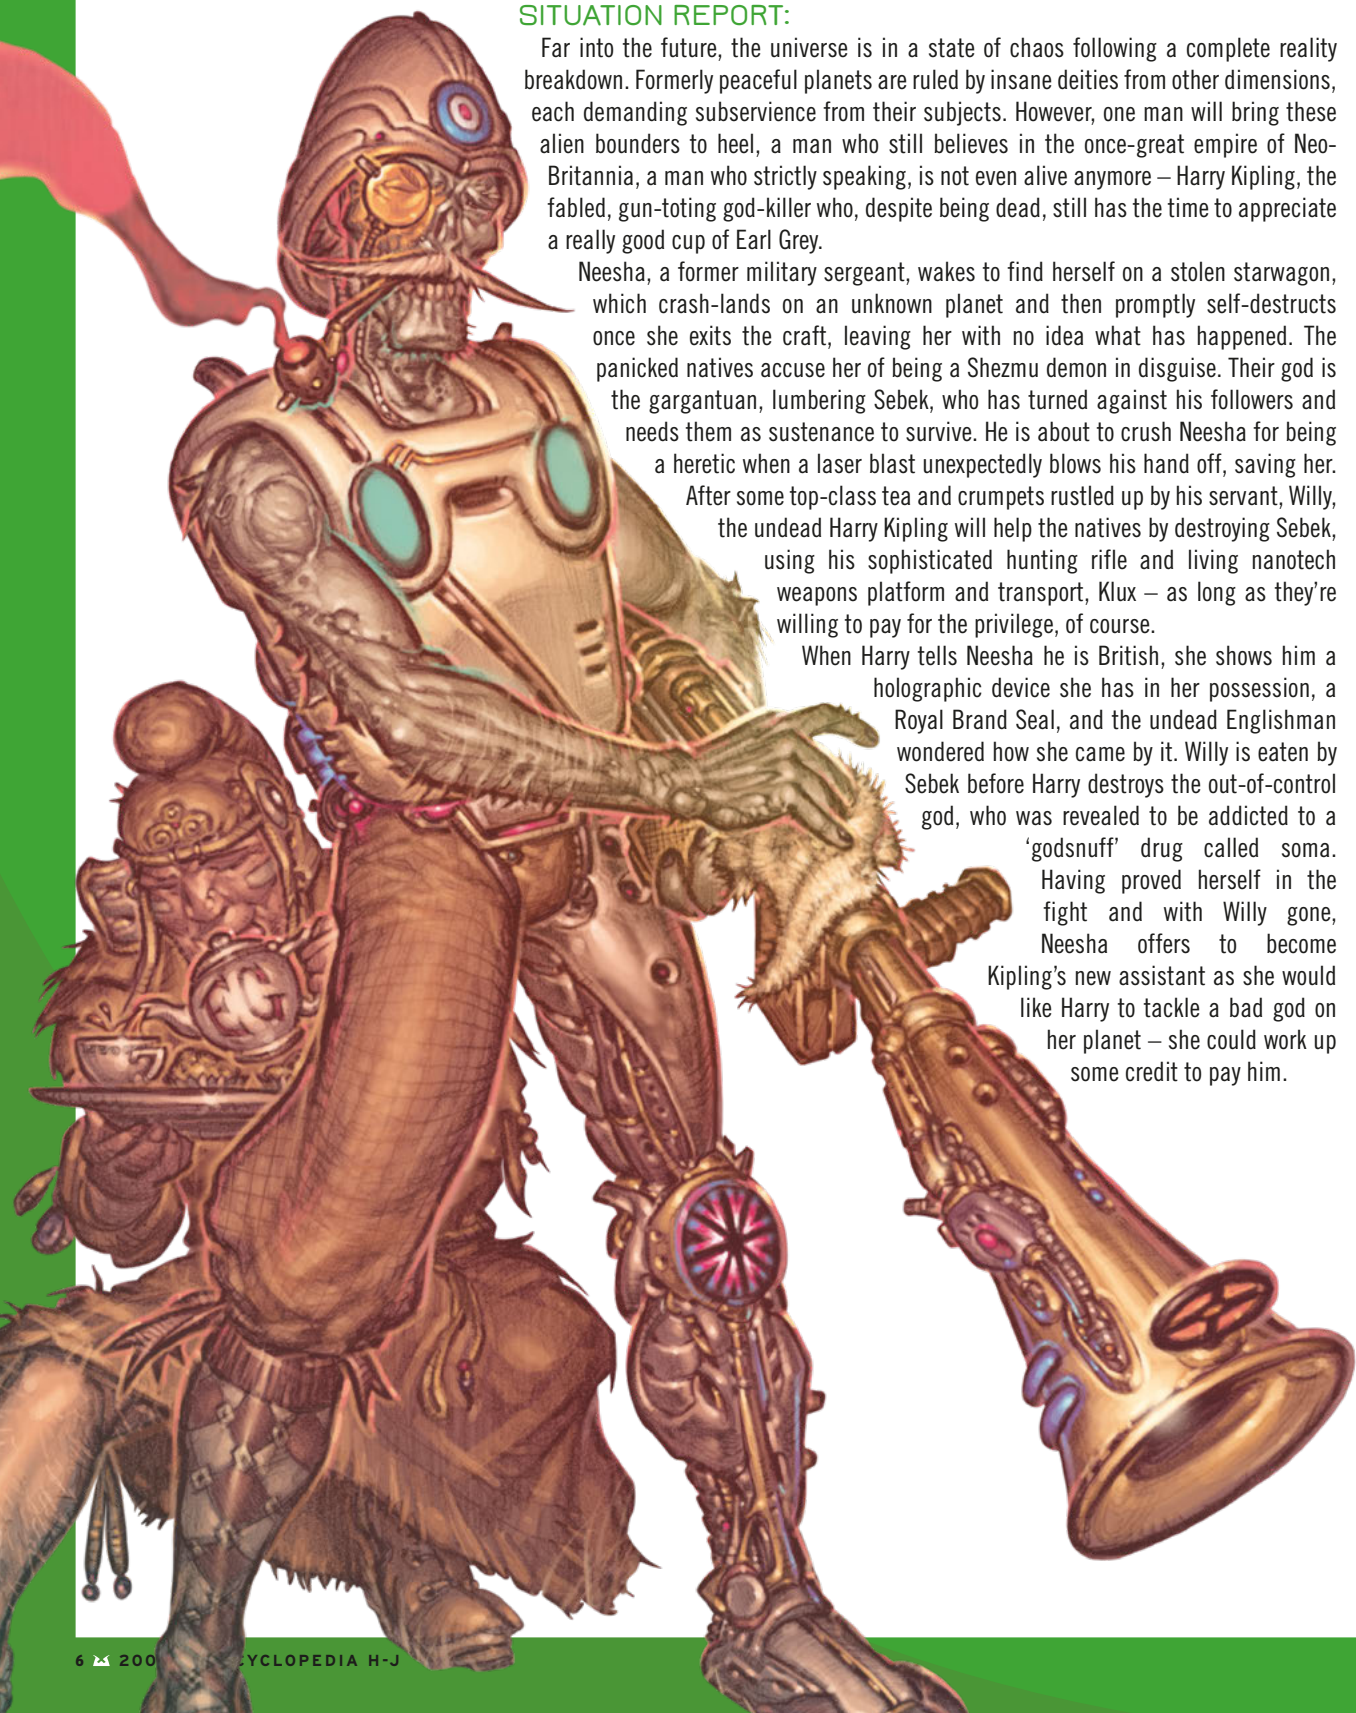 SITUATION REPORT:
Far into the future, the universe is in a state of chaos following a complete reality
breakdown. Formerly peaceful planets are ruled by insane deities from other dimensions,
each demanding subservience from their subjects. However, one man will bring these
alien bounders to heel, a man who still believes in the once-great empire of Neo-
Britannia, a man who strictly speaking, is not even alive anymore – Harry Kipling, the
fabled, gun-toting god-killer who, despite being dead, still has the time to appreciate
a really good cup of Earl Grey.
Neesha, a former military sergeant, wakes to find herself on a stolen starwagon,
which crash-lands on an unknown planet and then promptly self-destructs
once she exits the craft, leaving her with no idea what has happened. The
panicked natives accuse her of being a Shezmu demon in disguise. Their god is
the gargantuan, lumbering Sebek, who has turned against his followers and
needs them as sustenance to survive. He is about to crush Neesha for being
a heretic when a laser blast unexpectedly blows his hand off, saving her.
After some top-class tea and crumpets rustled up by his servant, Willy,
the undead Harry Kipling will help the natives by destroying Sebek,
using his sophisticated hunting rifle and living nanotech
weapons platform and transport, Klux – as long as they're
willing to pay for the privilege, of course.
When Harry tells Neesha he is British, she shows him a
holographic device she has in her possession, a
Royal Brand Seal, and the undead Englishman
wondered how she came by it. Willy is eaten by
Sebek before Harry destroys the out-of-control
god, who was revealed to be addicted to a
‘godsnuff’ drug called soma.
Having proved herself in the
fight and with Willy gone,
Neesha offers to become
Kipling's new assistant as she would
like Harry to tackle a bad god on
her planet – she could work up
some credit to pay him.
EG
6 200 CYCLOPEDIA H-J